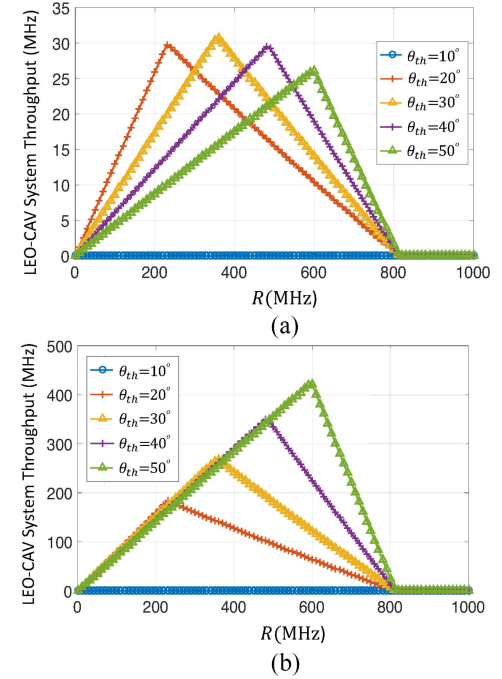 (a)
LEO-CAV System Throughput (MHz)
35
30
25
20
15
10
5
0
θth=10°
θth=20°
θth=30°
θth=40°
θth=50°
0 200 400 600 800 1000
R(MHz)
(a)
LEO-CAV System Throughput (MHz)
500
400
300
200
100
0
θth=10°
θth=20°
θth=30°
θth=40°
θth=50°
0 200 400 600 800 1000
R(MHz)
(b)